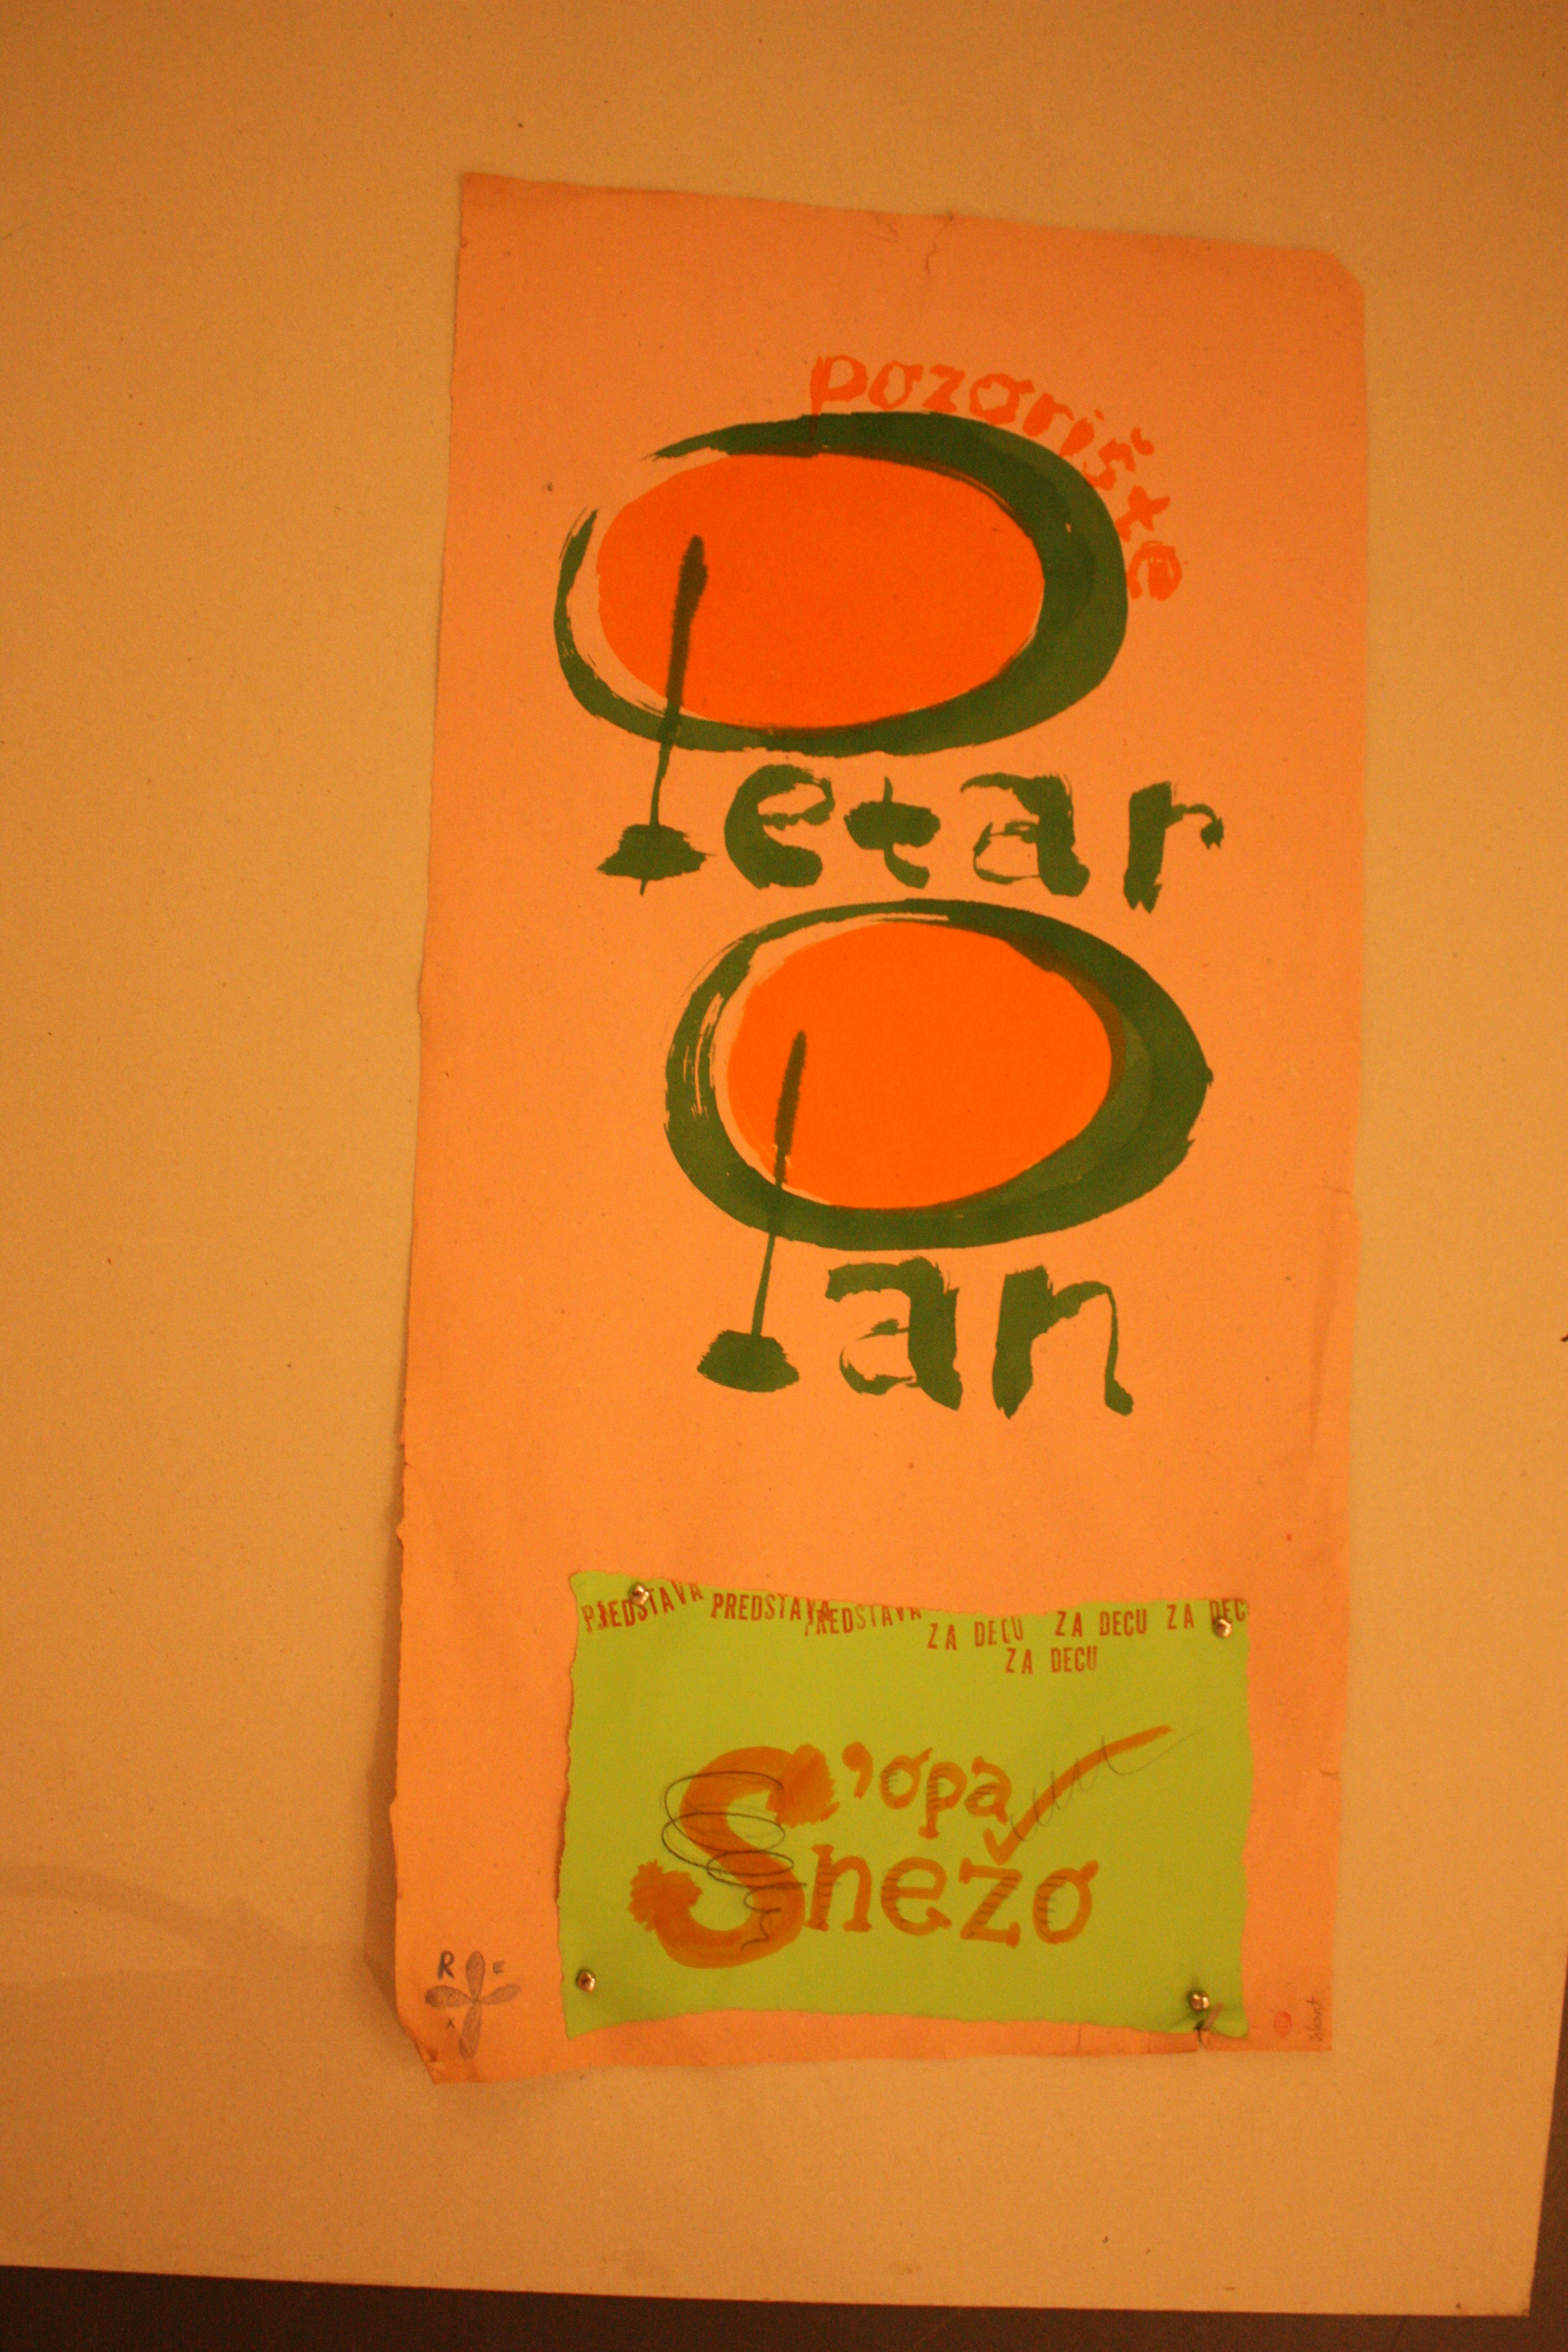 pozorište
Petar
Pan
PREDSTAVA PREDSTAVA PREDSTAVA ZA DECU ZA DECU ZA DECU
ZA DECU
S'opa
Snežo
R